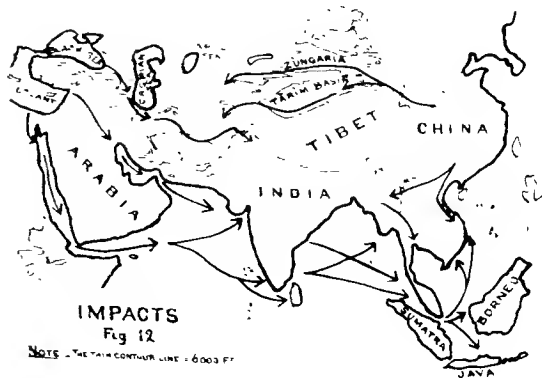 ZUNGARIA
TARIM BASIN
TIBET
CHINA
ARABIA
INDIA
BORNEO
SUMATRA
JAVA
IMPACTS
Fig 12
NOTE - THE THIN CONTOUR LINE = 6000 FT